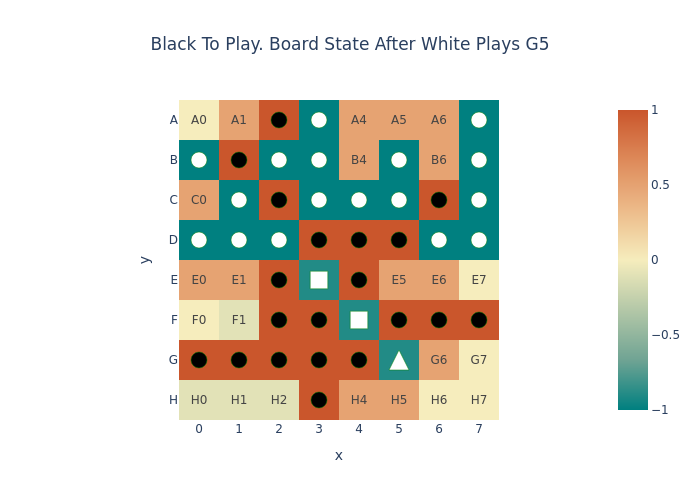 Black To Play. Board State After White Plays G5
A A0 A1 A4 A5 A6
B B4 B6
C C0
D
E E0 E1 E5 E6 E7
F F0 F1
G G6 G7
H H0 H1 H2 H4 H5 H6 H7
0 1 2 3 4 5 6 7
x
y
1
0.5
0
−0.5
−1